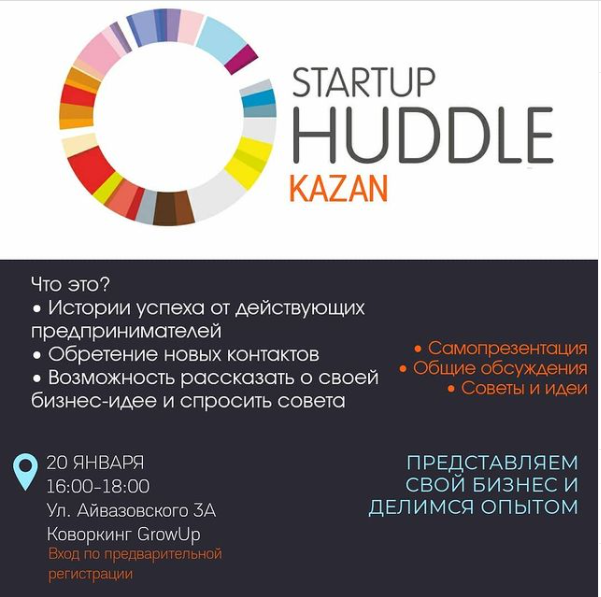 STARTUP
HUDDLE
KAZAN
Что это?
• Истории успеха от действующих
предпринимателей
• Обретение новых контактов
• Возможность рассказать о своей
бизнес-идее и спросить совета
• Самопрезентация
• Общие обсуждения
• Советы и идеи
20 ЯНВАРЯ
16:00-18:00
Ул. Айвазовского 3А
Коворкинг GrowUp
Вход по предварительной
регистрации
ПРЕДСТАВЛЯЕМ
СВОЙ БИЗНЕС И
ДЕЛИМСЯ ОПЫТОМ